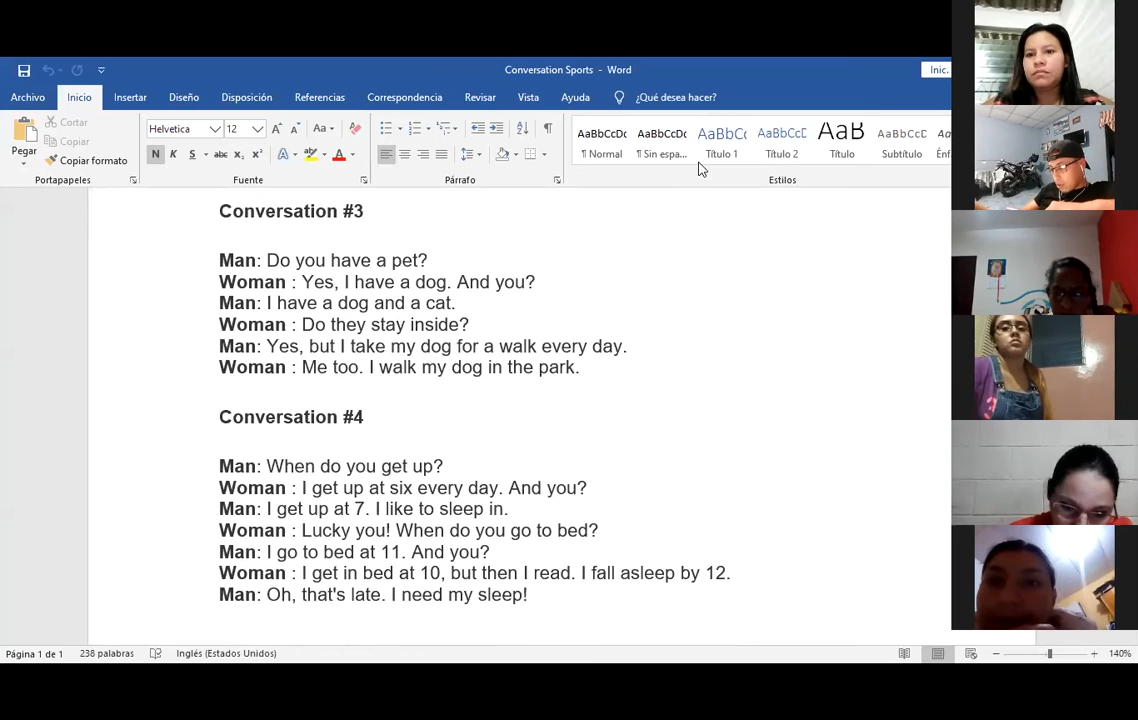 Conversation Sports - Word
Inic.
Archivo Inicio Insertar Diseño Disposición Referencias Correspondencia Revisar Vista Ayuda ¿Qué desea hacer?
Pegar
Cortar
Copiar
Copiar formato
Helvetica 12
Aa
N K S abc x₂ x² A A
AaBbCcDc AaBbCcDc AaBbCc AaBbCcD AaB AaBbCcD
¶ Normal ¶ Sin espa... Título 1 Título 2 Título Subtítulo Énf
Portapapeles Fuente Párrafo Estilos
Conversation #3
Man: Do you have a pet?
Woman : Yes, I have a dog. And you?
Man: I have a dog and a cat.
Woman : Do they stay inside?
Man: Yes, but I take my dog for a walk every day.
Woman : Me too. I walk my dog in the park.
Conversation #4
Man: When do you get up?
Woman : I get up at six every day. And you?
Man: I get up at 7. I like to sleep in.
Woman : Lucky you! When do you go to bed?
Man: I go to bed at 11. And you?
Woman : I get in bed at 10, but then I read. I fall asleep by 12.
Man: Oh, that's late. I need my sleep!
Página 1 de 1 238 palabras Inglés (Estados Unidos) 140%